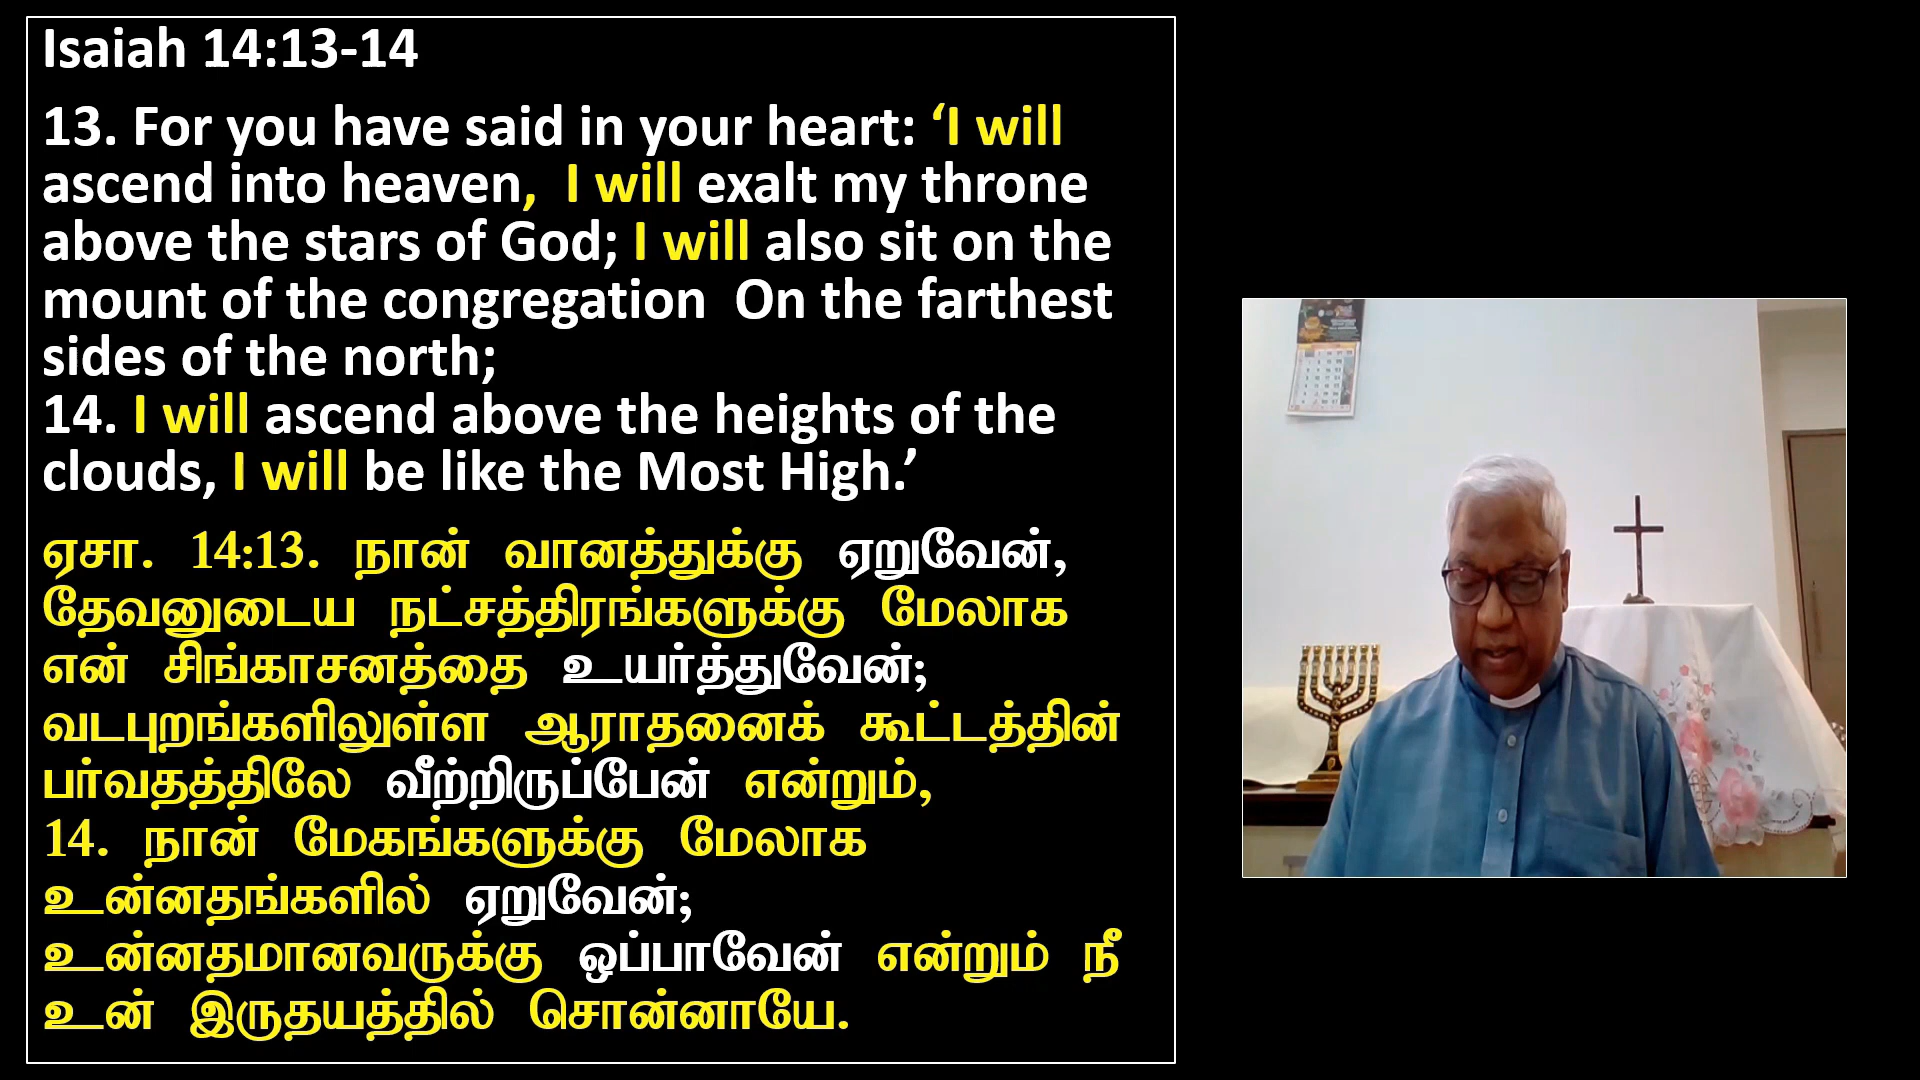 Isaiah 14:13-14
13. For you have said in your heart: ‘I will
ascend into heaven,  I will exalt my throne
above the stars of God; I will also sit on the
mount of the congregation  On the farthest
sides of the north;
14. I will ascend above the heights of the
clouds, I will be like the Most High.’
ஏசா. 14:13. நான் வானத்துக்கு ஏறுவேன்,
தேவனுடைய நட்சத்திரங்களுக்கு மேலாக
என் சிங்காசனத்தை உயர்த்துவேன்;
வடபுறங்களிலுள்ள ஆராதனைக் கூட்டத்தின்
பர்வதத்திலே வீற்றிருப்பேன் என்றும்,
14. நான் மேகங்களுக்கு மேலாக
உன்னதங்களில் ஏறுவேன்;
உன்னதமானவருக்கு ஒப்பாவேன் என்றும் நீ
உன் இருதயத்தில் சொன்னாயே.